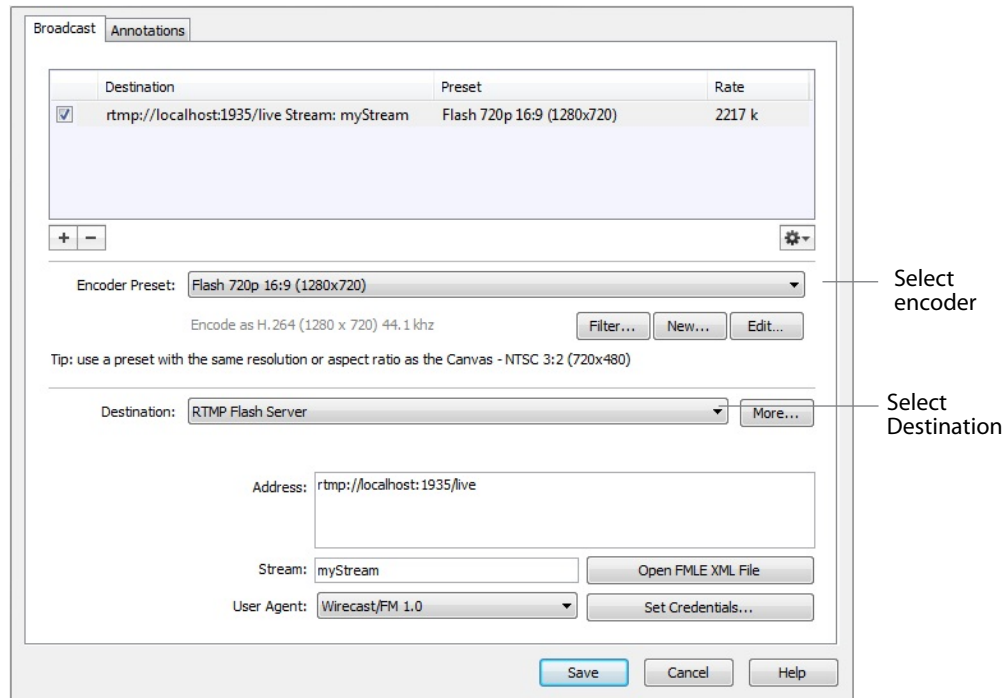 Broadcast Annotations
Destination Preset Rate
rtmp://localhost:1935/live Stream: myStream Flash 720p 16:9 (1280x720) 2217 k
+ −
Encoder Preset: Flash 720p 16:9 (1280x720)
Select
encoder
Encode as H.264 (1280 x 720) 44.1 khz Filter... New... Edit...
Tip: use a preset with the same resolution or aspect ratio as the Canvas - NTSC 3:2 (720x480)
Destination: RTMP Flash Server More...
Select
Destination
Address: rtmp://localhost:1935/live
Stream: myStream Open FMLE XML File
User Agent: Wirecast/FM 1.0 Set Credentials...
Save Cancel Help